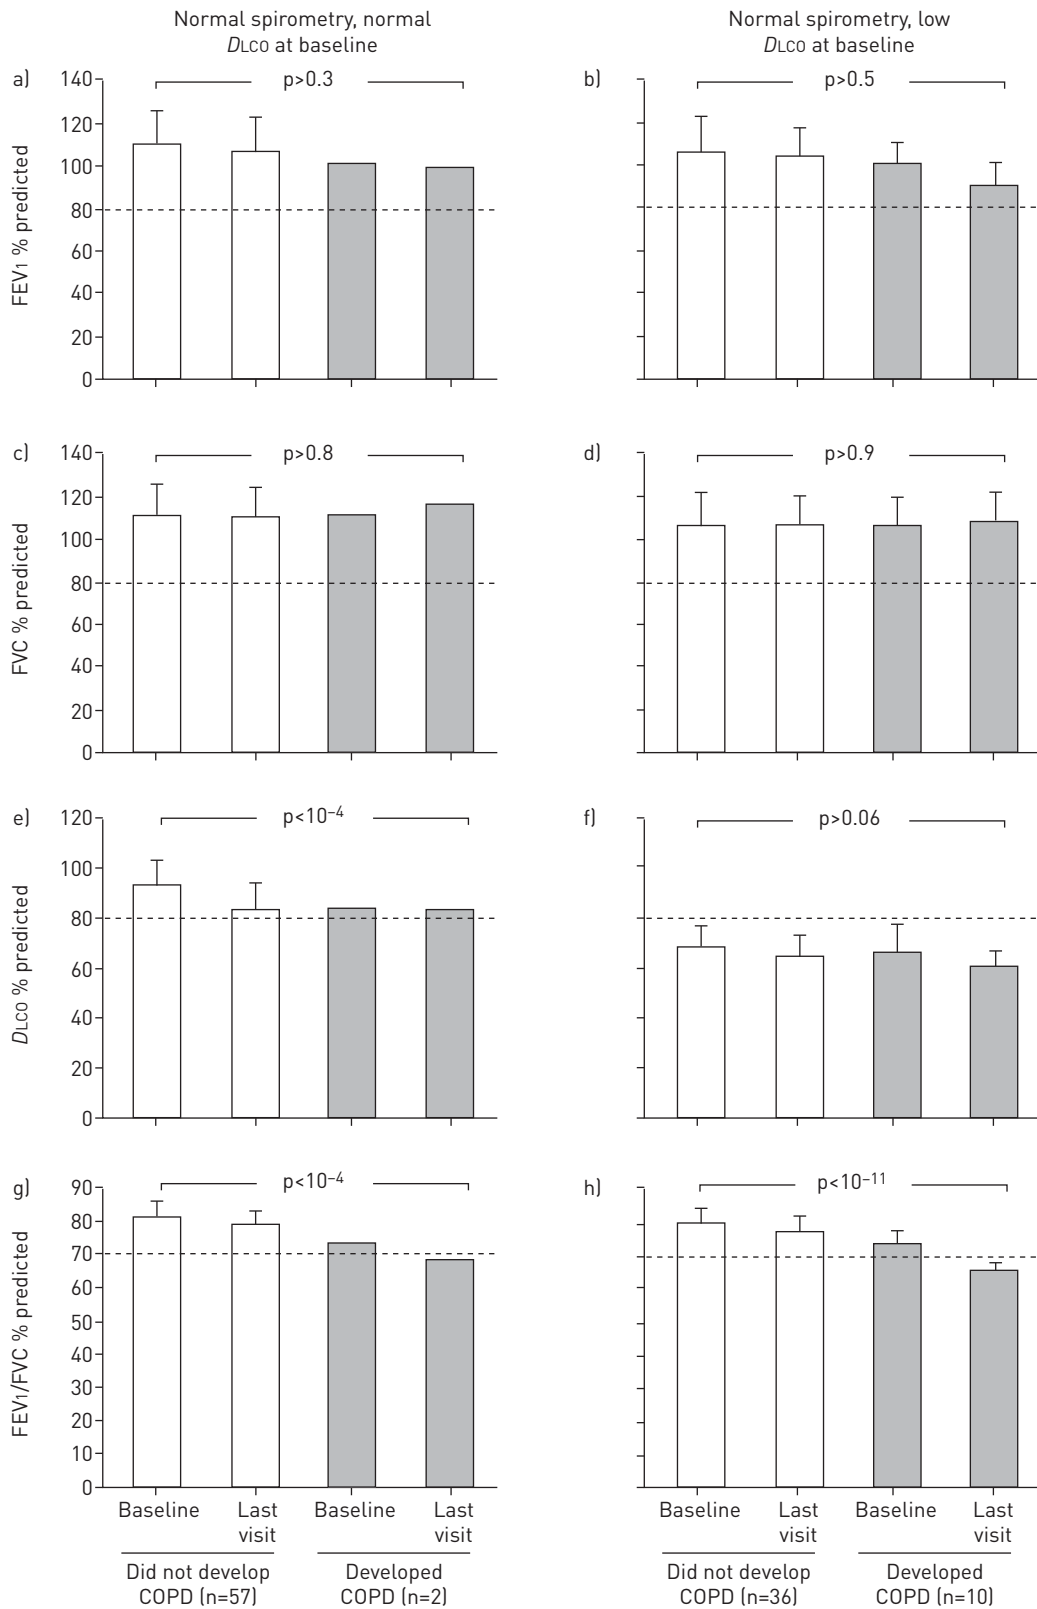 Normal spirometry, normal
DLCO at baseline
Normal spirometry, low
DLCO at baseline
a)
p>0.3
FEV1 % predicted
140
120
100
80
60
40
20
0
b)
p>0.5
c)
p>0.8
FVC % predicted
140
120
100
80
60
40
20
0
d)
p>0.9
e)
p<10⁻⁴
DLCO % predicted
120
100
80
60
40
20
0
f)
p>0.06
g)
p<10⁻⁴
FEV1/FVC % predicted
90
80
70
60
50
40
30
20
10
0
h)
p<10⁻¹¹
Baseline
Last
visit
Baseline
Last
visit
Did not develop
COPD (n=57)
Developed
COPD (n=2)
Baseline
Last
visit
Baseline
Last
visit
Did not develop
COPD (n=36)
Developed
COPD (n=10)